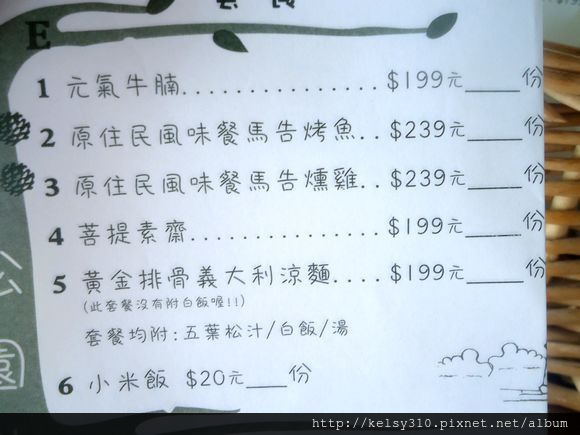 E
1 元氣牛腩...............$199元____份
2 原住民風味餐馬告烤魚..$239元____份
3 原住民風味餐馬告燻雞..$239元____份
4 菩提素齋...............$199元____份
5 黃金排骨義大利涼麵....$199元____份
(此套餐沒有附白飯喔!!)
套餐均附:五葉松汁/白飯/湯
6 小米飯 $20元___份
松
園
http://kelsy310.pixnet.net/album